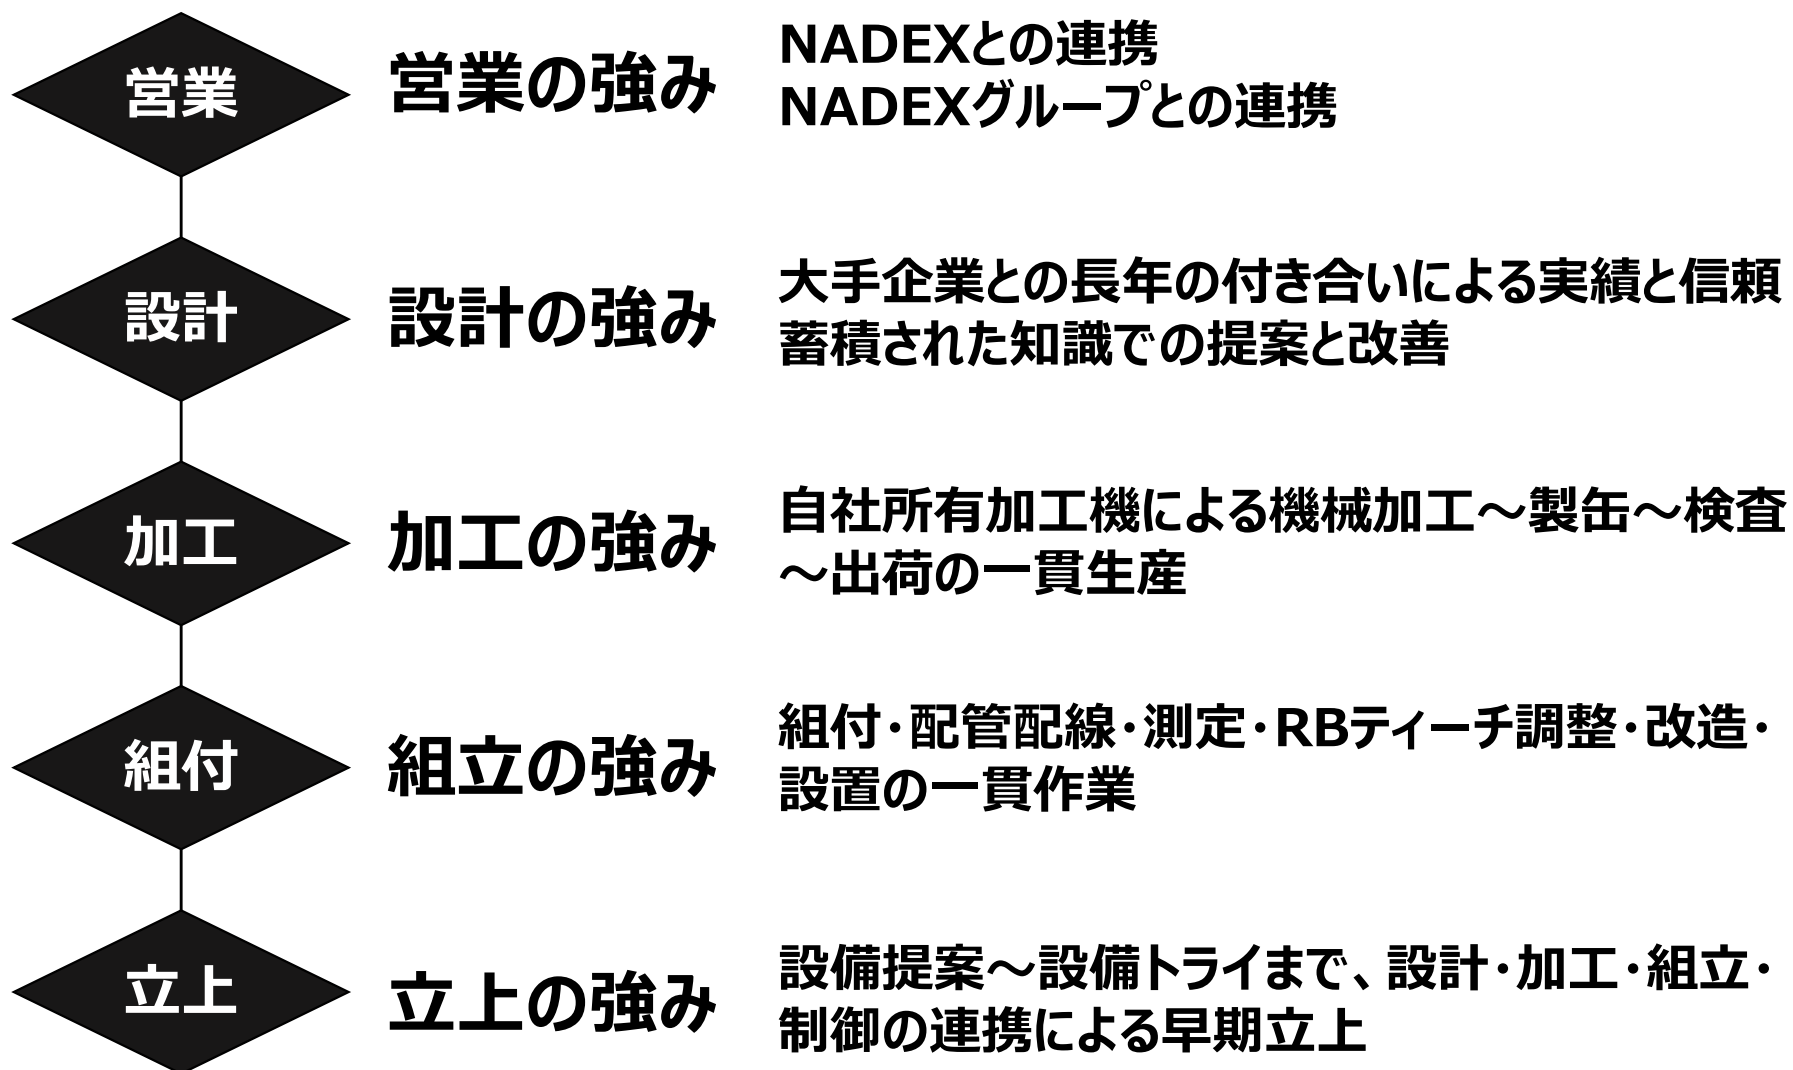 営業
営業の強み
NADEXとの連携
NADEXグループとの連携
設計
設計の強み
大手企業との長年の付き合いによる実績と信頼
蓄積された知識での提案と改善
加工
加工の強み
自社所有加工機による機械加工～製缶～検査
～出荷の一貫生産
組付
組立の強み
組付・配管配線・測定・RBティーチ調整・改造・
設置の一貫作業
立上
立上の強み
設備提案～設備トライまで、設計・加工・組立・
制御の連携による早期立上